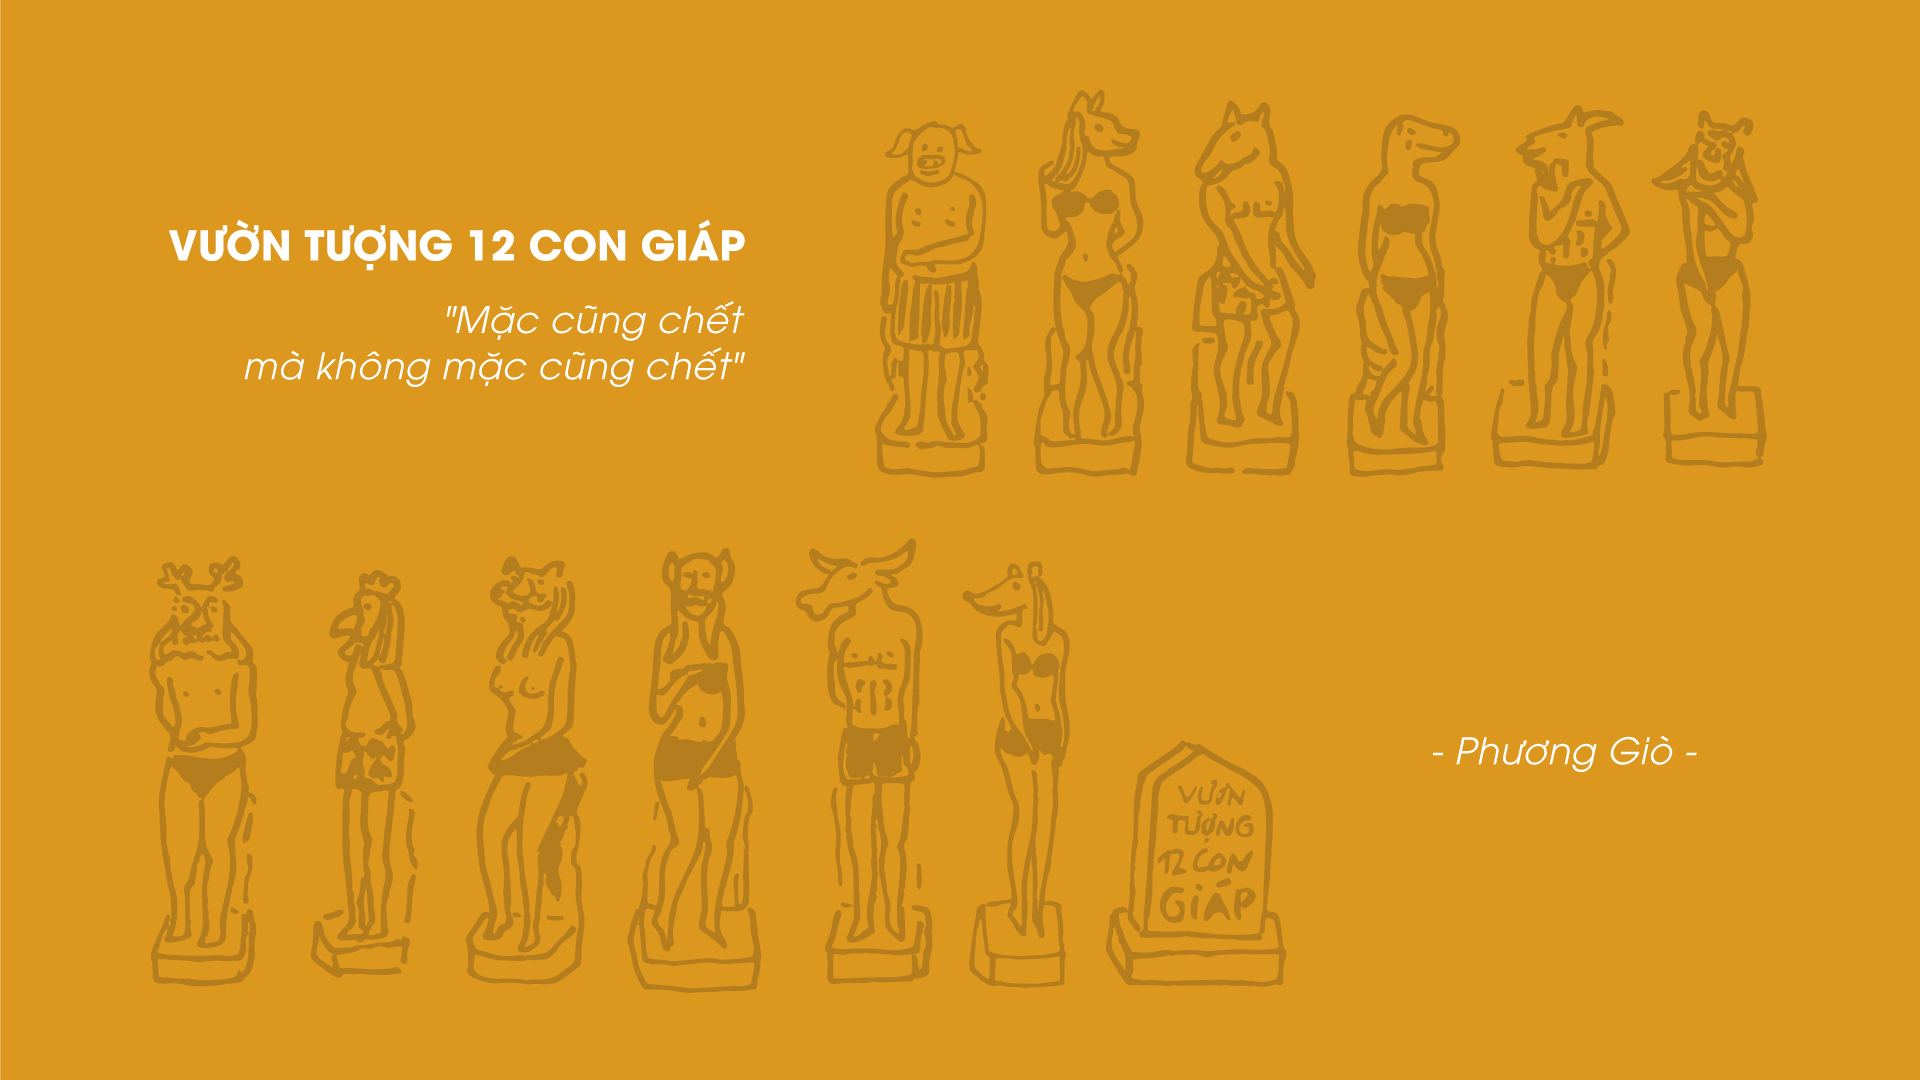 VƯỜN TƯỢNG 12 CON GIÁP
"Mặc cũng chết
mà không mặc cũng chết"
- Phương Giò -
VƯỜN
TƯỢNG
12 CON
GIÁP